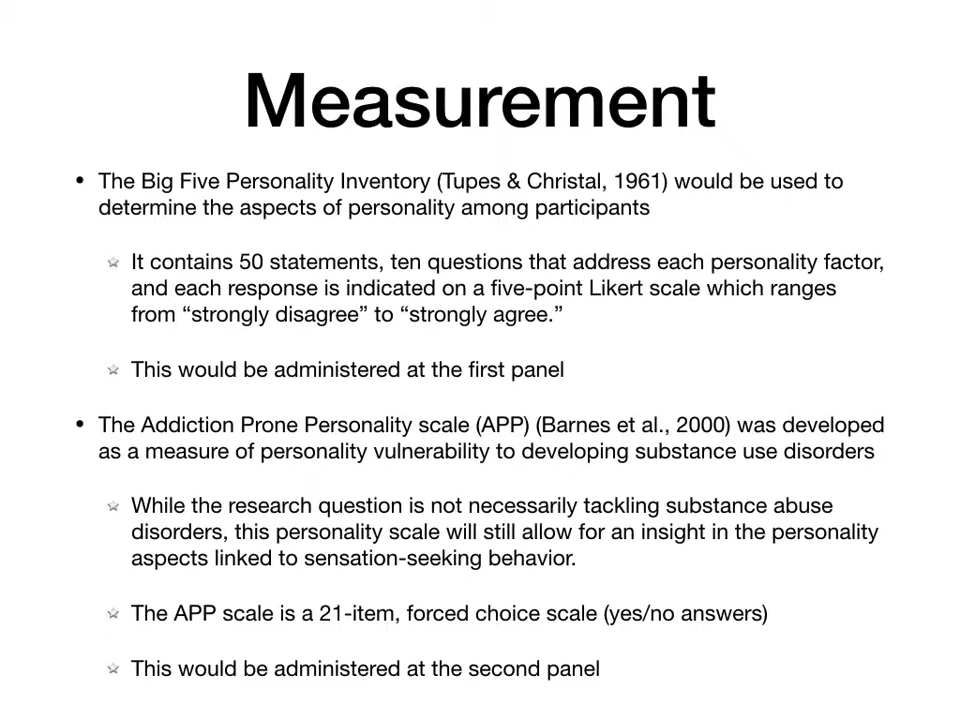 Measurement
• The Big Five Personality Inventory (Tupes & Christal, 1961) would be used to
determine the aspects of personality among participants
It contains 50 statements, ten questions that address each personality factor,
and each response is indicated on a five-point Likert scale which ranges
from “strongly disagree” to “strongly agree.”
This would be administered at the first panel
• The Addiction Prone Personality scale (APP) (Barnes et al., 2000) was developed
as a measure of personality vulnerability to developing substance use disorders
While the research question is not necessarily tackling substance abuse
disorders, this personality scale will still allow for an insight in the personality
aspects linked to sensation-seeking behavior.
The APP scale is a 21-item, forced choice scale (yes/no answers)
This would be administered at the second panel